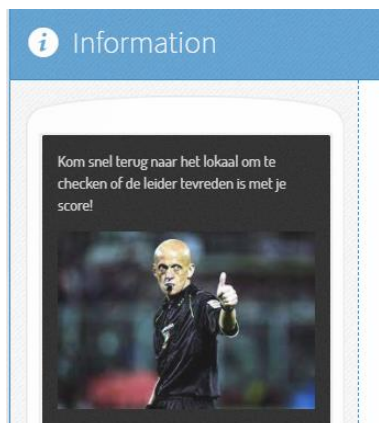 Information
Kom snel terug naar het lokaal om te
checken of de leider tevreden is met je
score!